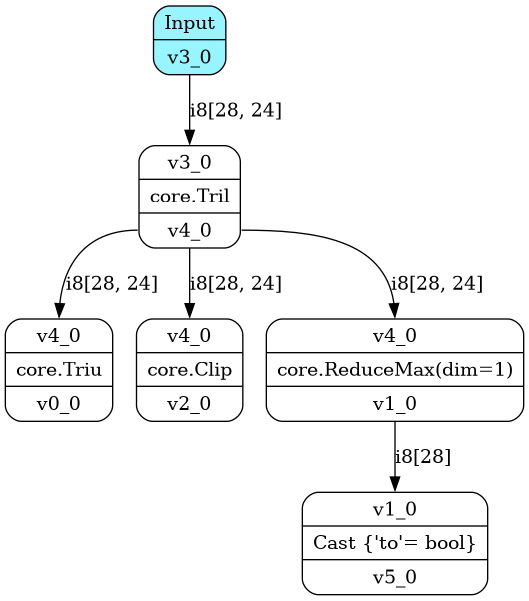 Input
v3_0
i8[28, 24]
v3_0
core.Tril
v4_0
i8[28, 24]
i8[28, 24]
i8[28, 24]
v4_0
core.Triu
v0_0
v4_0
core.Clip
v2_0
v4_0
core.ReduceMax(dim=1)
v1_0
i8[28]
v1_0
Cast {'to'= bool}
v5_0